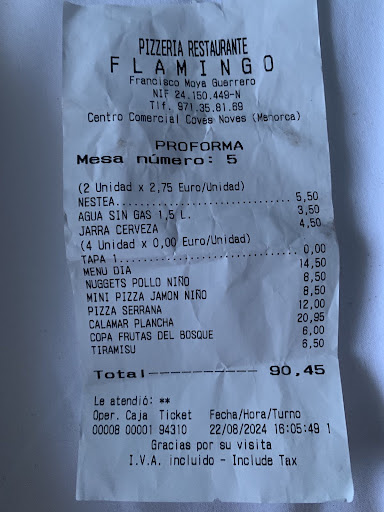 PIZZERIA RESTAURANTE
FLAMINGO
Francisco Moya Guerrero
NIF 24.150.449-N
Tlf. 971.35.81.69
Centro Comercial Coves Noves (Menorca)
PROFORMA
Mesa número: 5
(2 Unidad x 2,75 Euro/Unidad)
NESTEA.............................. 5,50
AGUA SIN GAS 1,5 L. 3,50
JARRA CERVEZA 4,50
(4 Unidad x 0,00 Euro/Unidad)
TAPA 1.............................. 0,00
MENU DIA 14,50
NUGGETS POLLO NIÑO 8,50
MINI PIZZA JAMON NIÑO 8,50
PIZZA SERRANA 12,00
CALAMAR PLANCHA 20,95
COPA FRUTAS DEL BOSQUE 6,00
TIRAMISU 6,50
Total----------- 90,45
Le atendió: **
Oper. Caja Ticket Fecha/Hora/Turno
00008 00001 94310 22/08/2024 16:05:49 1
Gracias por su visita
I.V.A. incluido - Include Tax